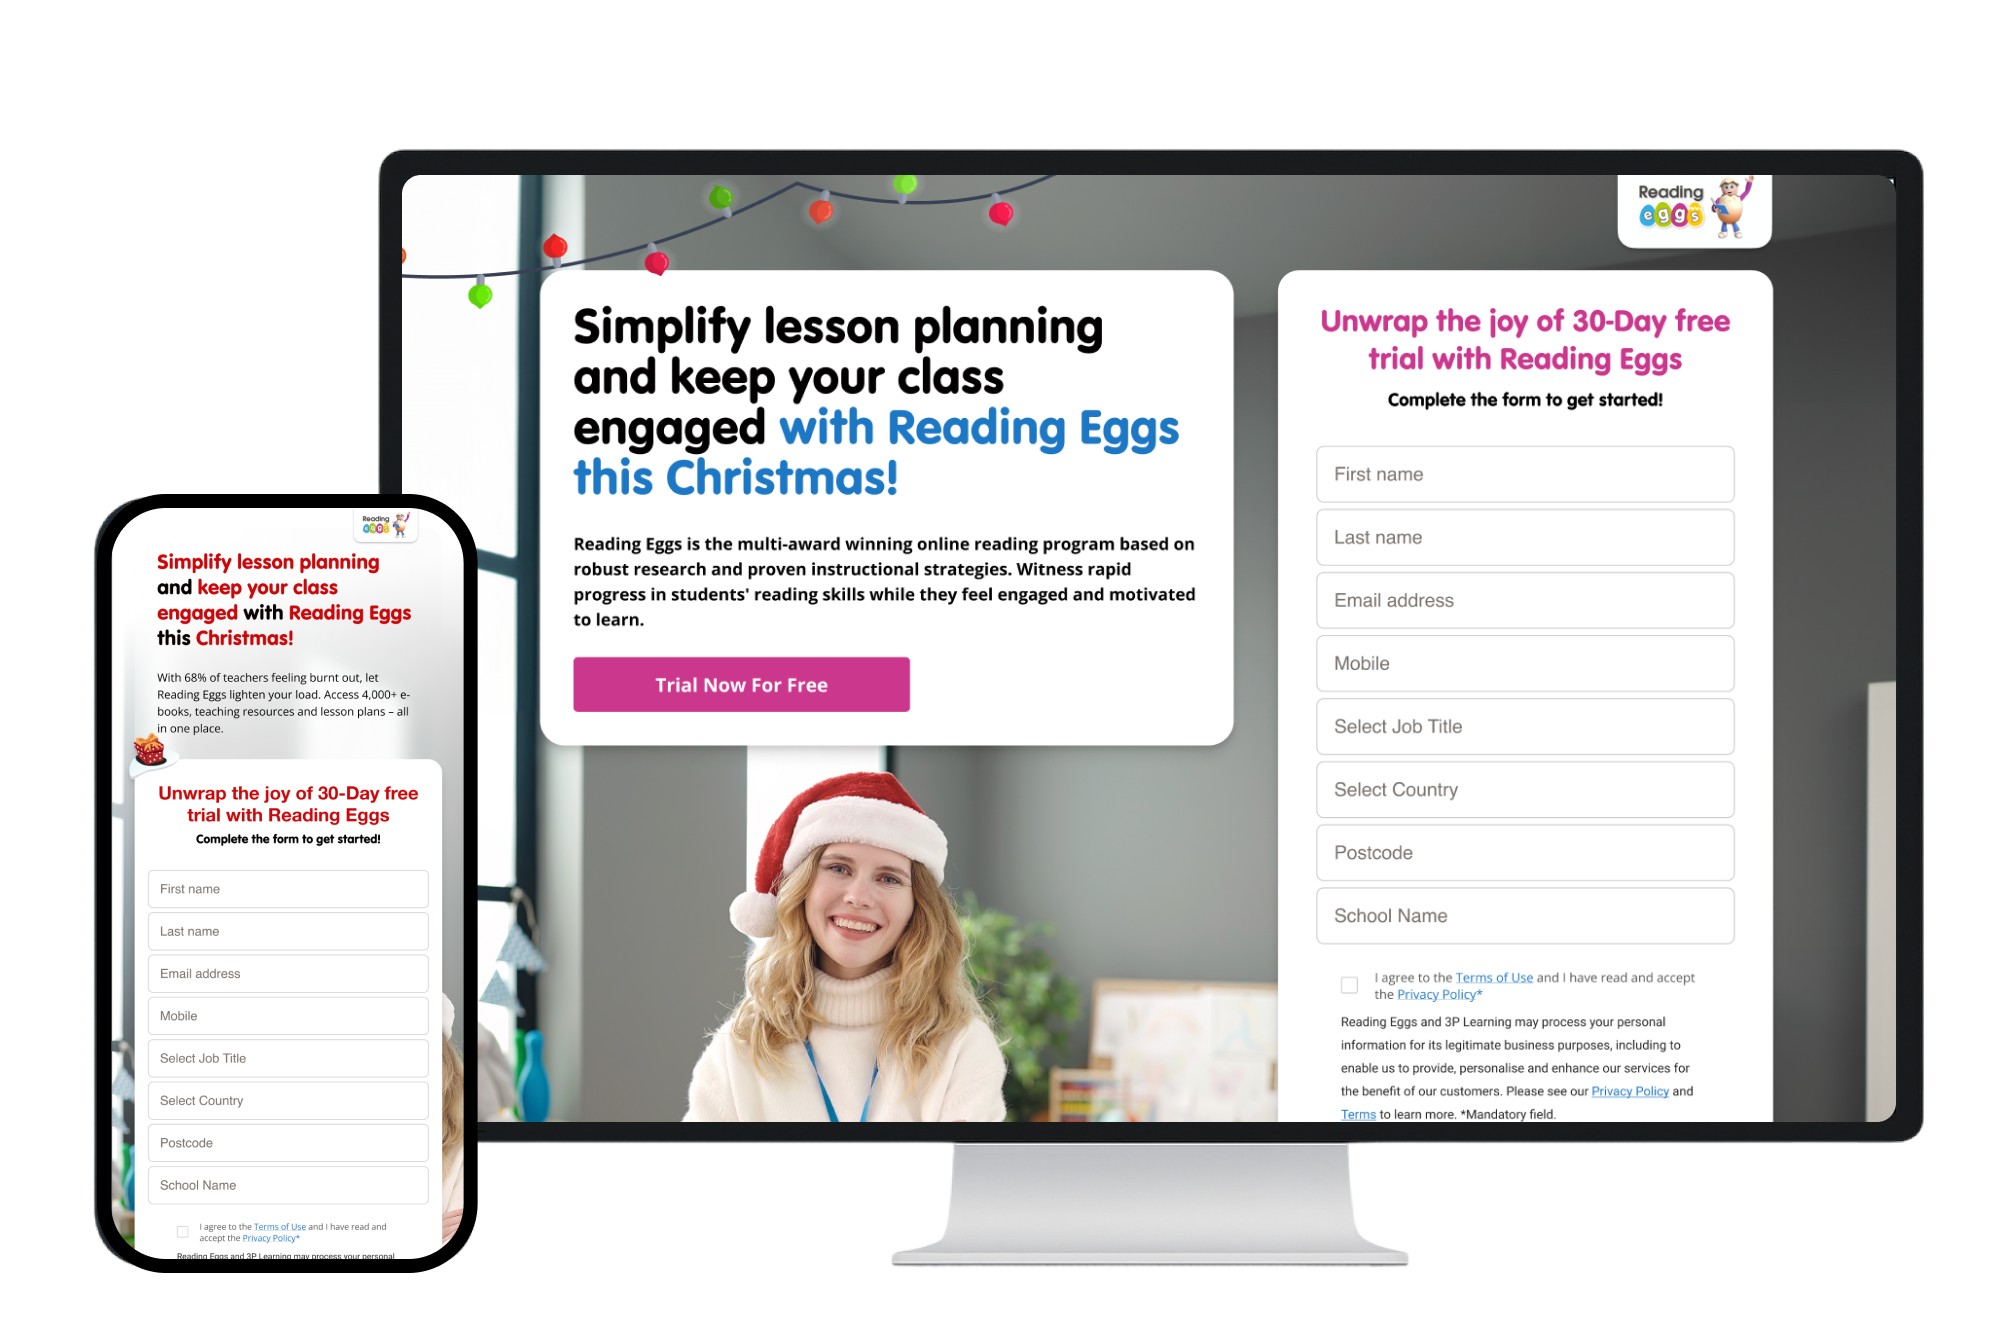 Reading
eggs
Simplify lesson planning
and keep your class
engaged with Reading Eggs
this Christmas!
Reading Eggs is the multi-award winning online reading program based on
robust research and proven instructional strategies. Witness rapid
progress in students' reading skills while they feel engaged and motivated
to learn.
Trial Now For Free
Unwrap the joy of 30-Day free
trial with Reading Eggs
Complete the form to get started!
First name
Last name
Email address
Mobile
Select Job Title
Select Country
Postcode
School Name
I agree to the Terms of Use and I have read and accept
the Privacy Policy*
Reading Eggs and 3P Learning may process your personal
information for its legitimate business purposes, including to
enable us to provide, personalise and enhance our services for
the benefit of our customers. Please see our Privacy Policy and
Terms to learn more. *Mandatory field.
Reading
eggs
Simplify lesson planning
and keep your class
engaged with Reading Eggs
this Christmas!
With 68% of teachers feeling burnt out, let
Reading Eggs lighten your load. Access 4,000+ e-
books, teaching resources and lesson plans – all
in one place.
Unwrap the joy of 30-Day free
trial with Reading Eggs
Complete the form to get started!
First name
Last name
Email address
Mobile
Select Job Title
Select Country
Postcode
School Name
I agree to the Terms of Use and I have read and
accept the Privacy Policy*
Reading Eggs and 3P Learning may process your personal